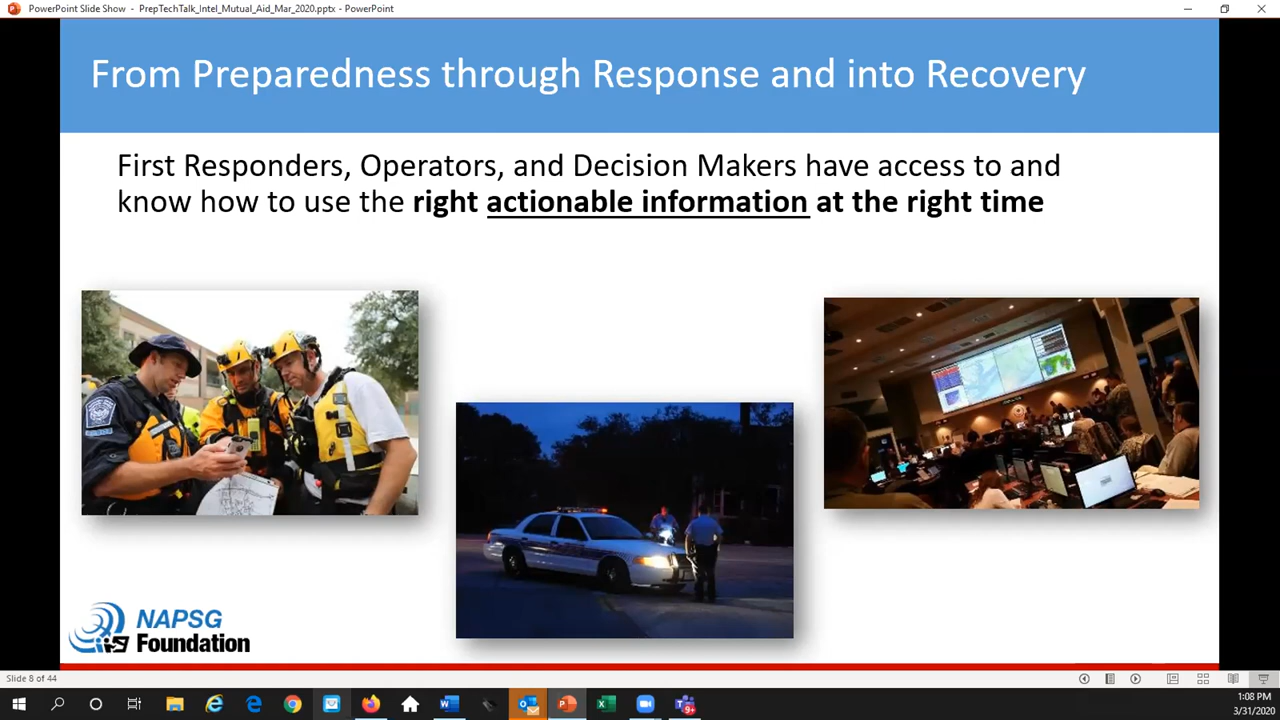 PowerPoint Slide Show - PrepTechTalk_Intel_Mutual_Aid_Mar_2020.pptx - PowerPoint
From Preparedness through Response and into Recovery
First Responders, Operators, and Decision Makers have access to and
know how to use the right actionable information at the right time
NAPSG
Foundation
Slide 8 of 44
1:08 PM
3/31/2020